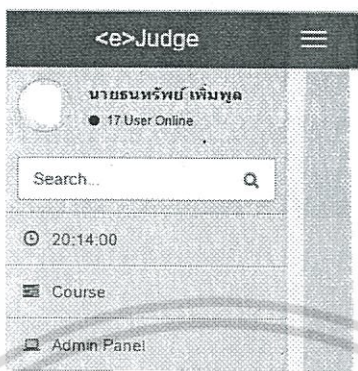 <e>Judge
นายธนทรัพย์ เพิ่มพูด
17 User Online
Search...
20:14:00
Course
Admin Panel